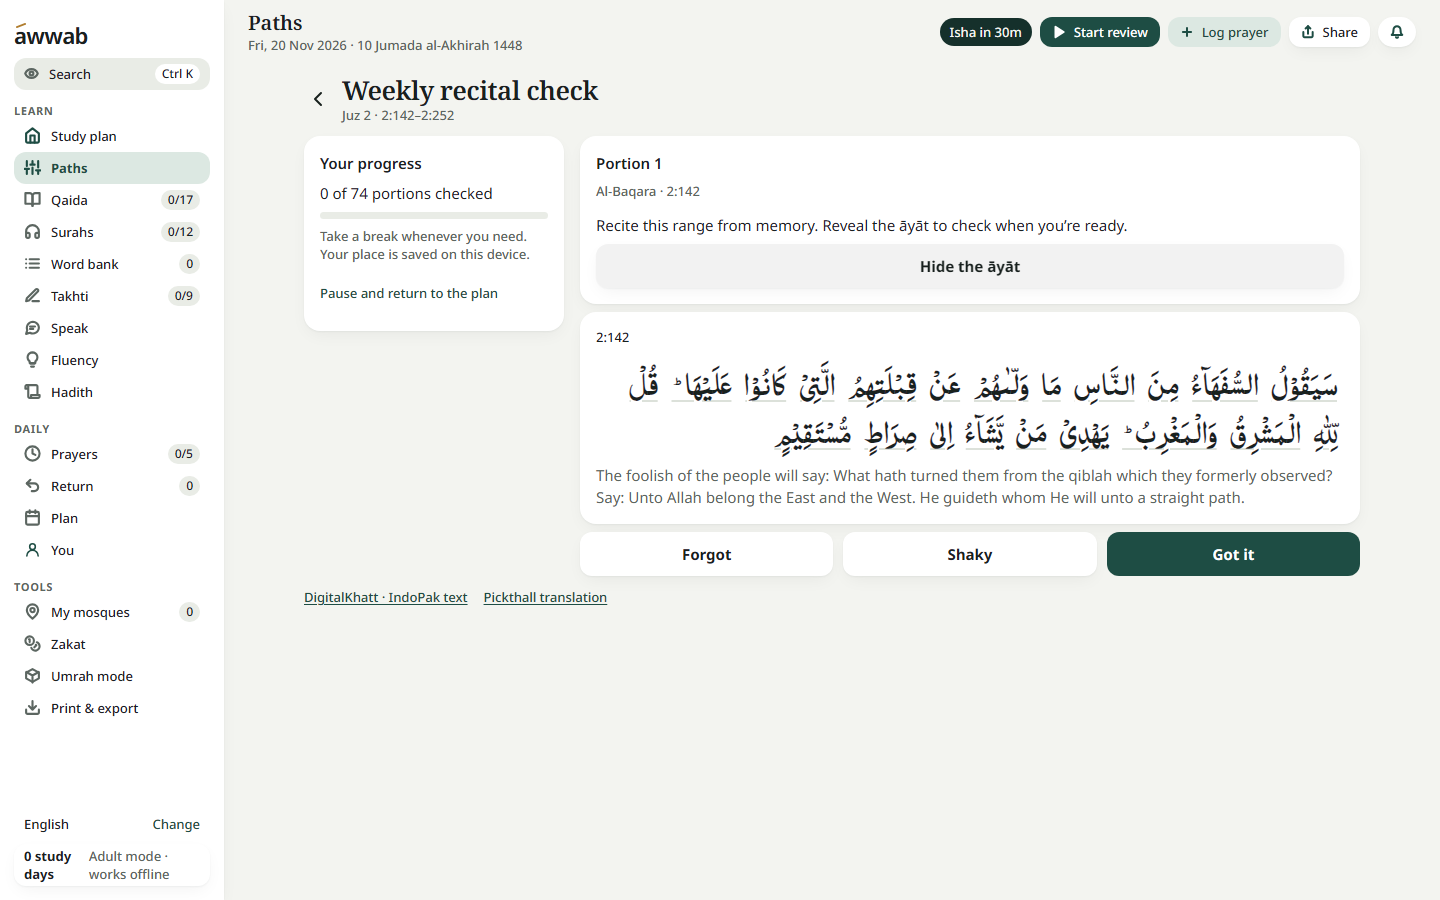 awwab
Search Ctrl K
LEARN
Study plan
Paths
Qaida 0/17
Surahs 0/12
Word bank 0
Takhti 0/9
Speak
Fluency
Hadith
DAILY
Prayers 0/5
Return 0
Plan
You
TOOLS
My mosques 0
Zakat
Umrah mode
Print & export
English Change
0 study days
Adult mode · works offline
Paths
Fri, 20 Nov 2026 · 10 Jumada al-Akhirah 1448
Isha in 30m
Start review
Log prayer
Share
Weekly recital check
Juz 2 · 2:142–2:252
Your progress
0 of 74 portions checked
Take a break whenever you need.
Your place is saved on this device.
Pause and return to the plan
Portion 1
Al-Baqara · 2:142
Recite this range from memory. Reveal the āyāt to check when you’re ready.
Hide the āyāt
2:142
سَيَقُوْلُ السُّفَهَآءُ مِنَ النَّاسِ مَا وَلّٰٮهُمْ عَنْ قِبْلَتِهِمُ الَّتِىْ كَانُوْا عَلَيْهَا ؕ قُلْ
لِّلّٰهِ الْمَشْرِقُ وَالْمَغْرِبُ ؕ يَهْدِىْ مَنْ يَّشَآءُ اِلٰى صِرَاطٍ مُّسْتَقِيْمٍ
The foolish of the people will say: What hath turned them from the qiblah which they formerly observed?
Say: Unto Allah belong the East and the West. He guideth whom He will unto a straight path.
Forgot
Shaky
Got it
DigitalKhatt · IndoPak text
Pickthall translation